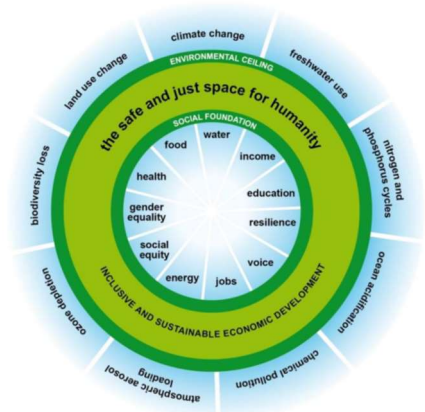 climate change
freshwater use
nitrogen and
phosphorus cycles
ocean acidification
chemical pollution
atmospheric aerosol
loading
ozone depletion
biodiversity loss
land use change
ENVIRONMENTAL CEILING
the safe and just space for humanity
SOCIAL FOUNDATION
water
income
education
resilience
voice
jobs
energy
social
equity
gender
equality
health
food
INCLUSIVE AND SUSTAINABLE ECONOMIC DEVELOPMENT